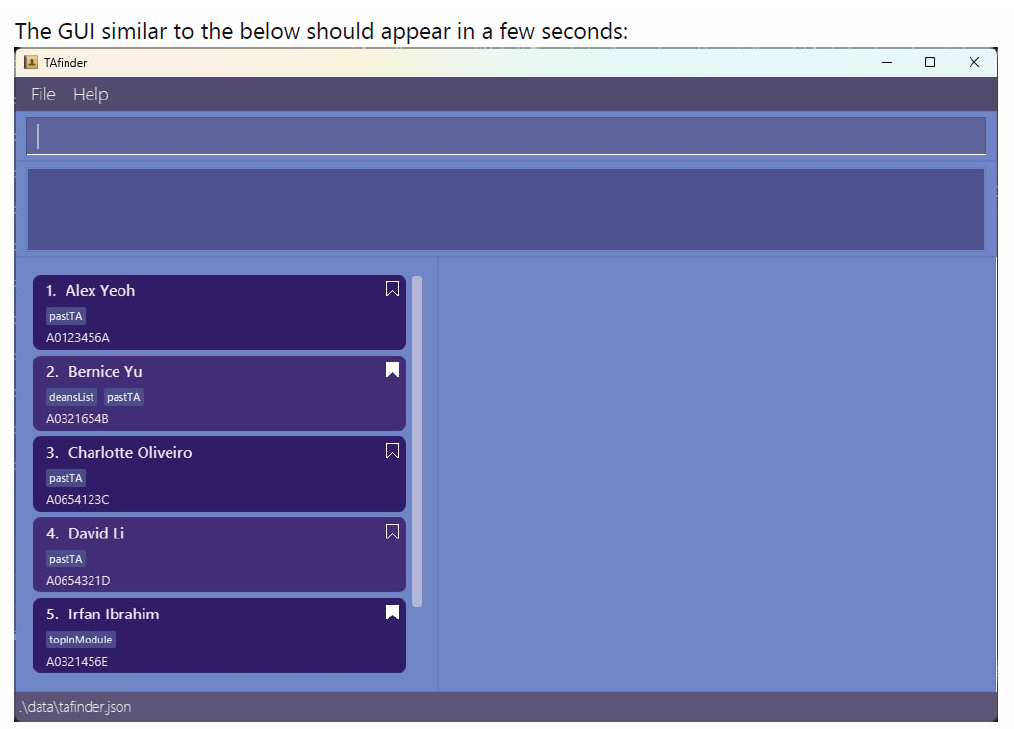 The GUI similar to the below should appear in a few seconds:
TAfinder
File Help
1. Alex Yeoh
pastTA
A0123456A
2. Bernice Yu
deansList pastTA
A0321654B
3. Charlotte Oliveiro
pastTA
A0654123C
4. David Li
pastTA
A0654321D
5. Irfan Ibrahim
topInModule
A0321456E
.\data\tafinder.json